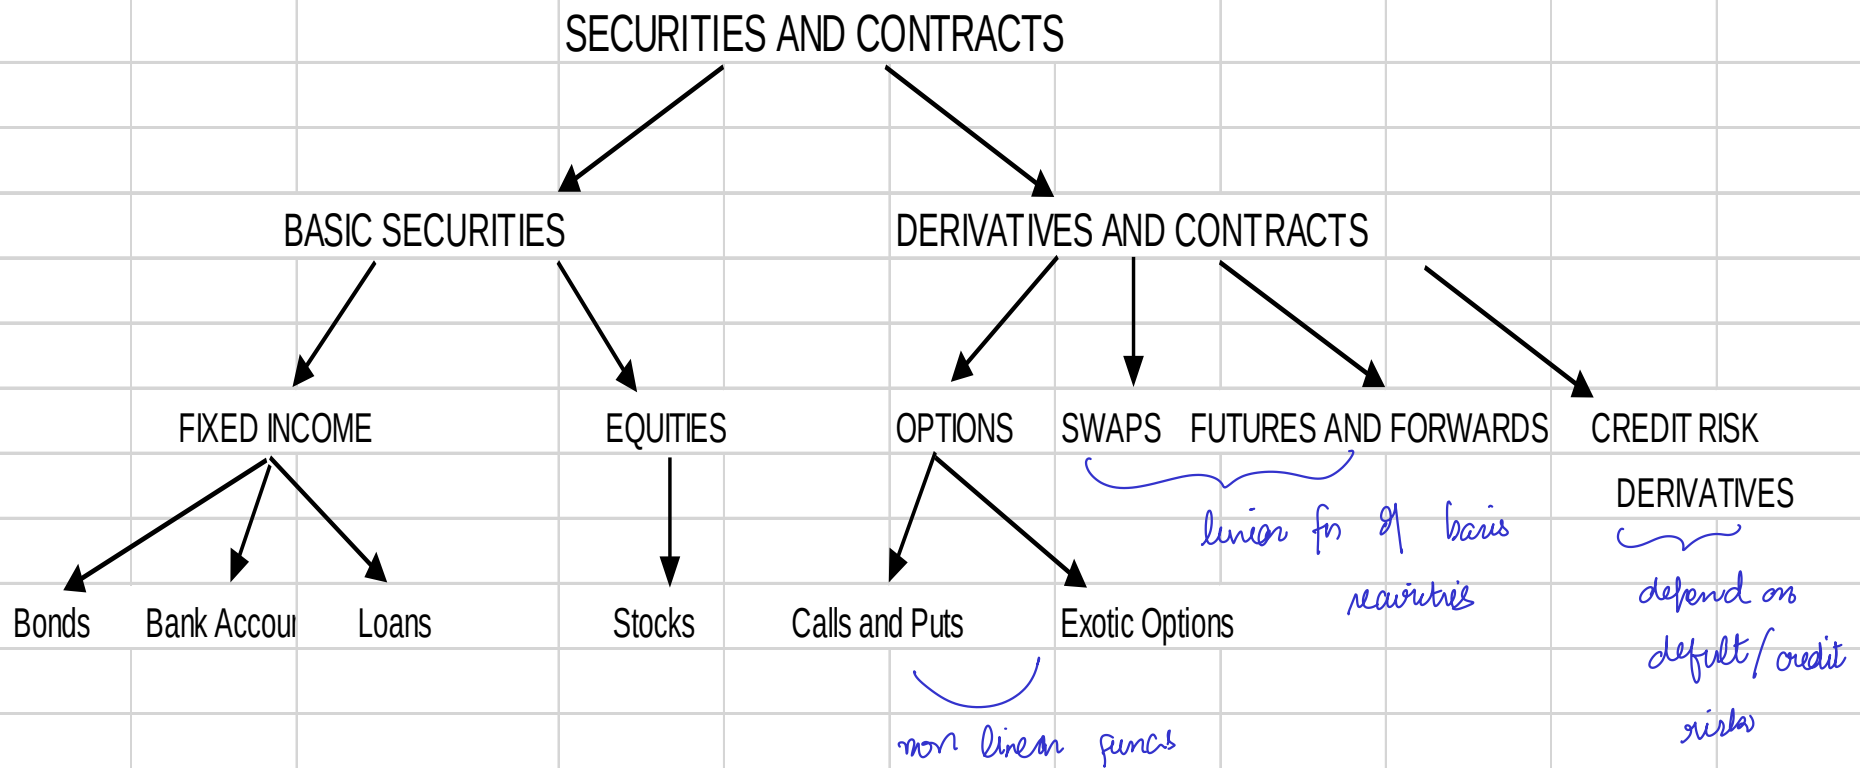 SECURITIES AND CONTRACTS
BASIC SECURITIES
DERIVATIVES AND CONTRACTS
FIXED INCOME
EQUITIES
OPTIONS
SWAPS
FUTURES AND FORWARDS
CREDIT RISK
DERIVATIVES
linear fn of basis
securities
depend on
defult/credit
risks
Bonds
Bank Accour
Loans
Stocks
Calls and Puts
Exotic Options
non linear funcs